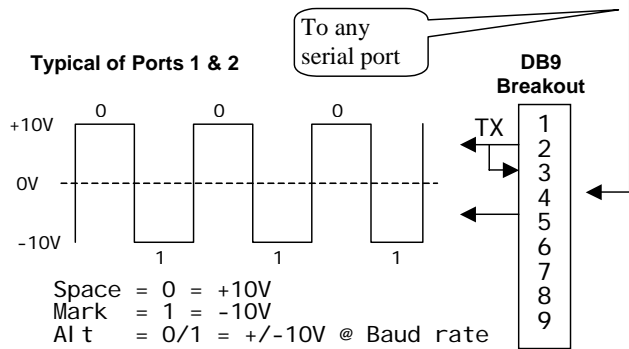 To any
serial port
Typical of Ports 1 & 2
DB9
Breakout
0 0 0
+10V
0V
-10V
1 1 1
TX
1
2
3
4
5
6
7
8
9
Space = 0 = +10V
Mark = 1 = -10V
Alt = 0/1 = +/-10V @ Baud rate